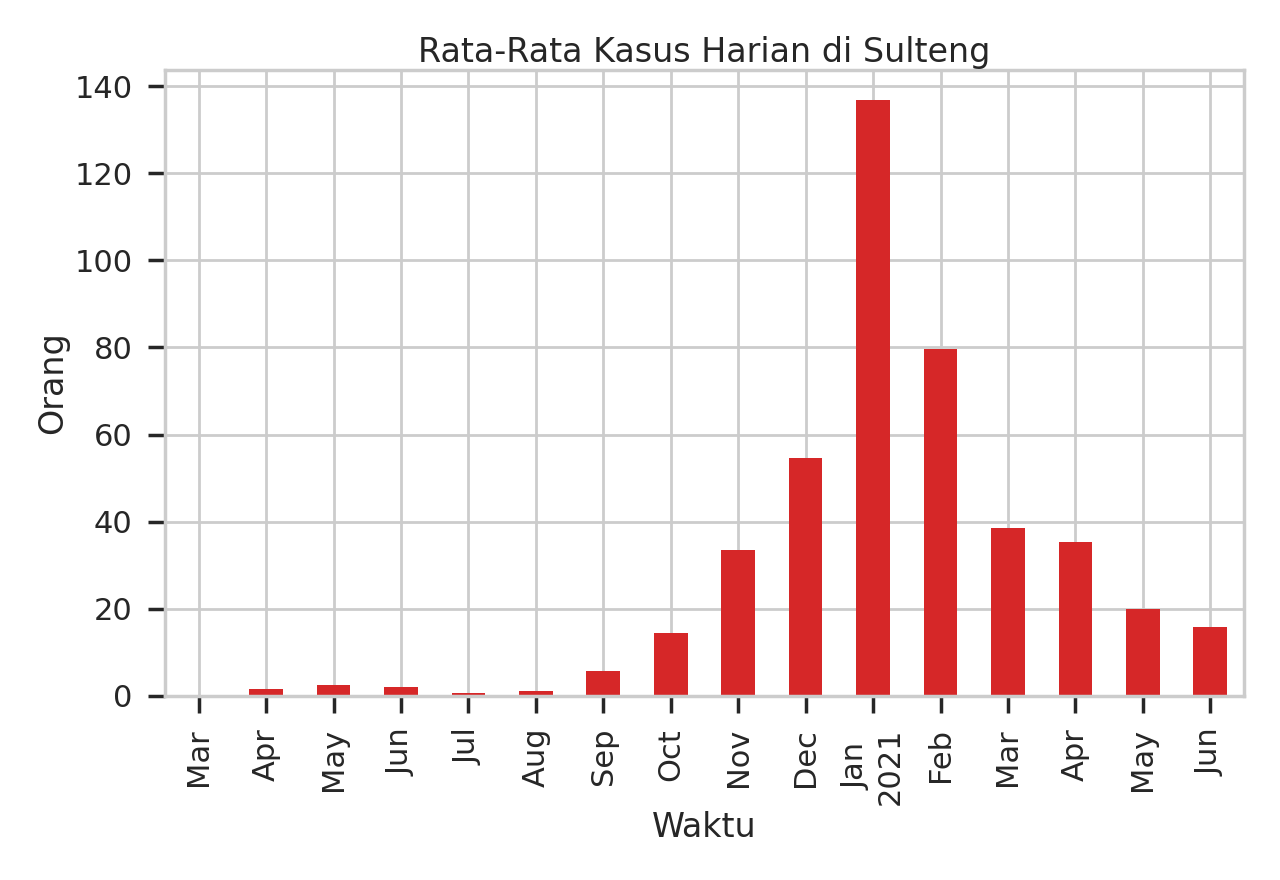 Rata-Rata Kasus Harian di Sulteng
140
120
100
80
60
40
20
0
Orang
Mar
Apr
May
Jun
Jul
Aug
Sep
Oct
Nov
Dec
Jan
2021
Feb
Mar
Apr
May
Jun
Waktu